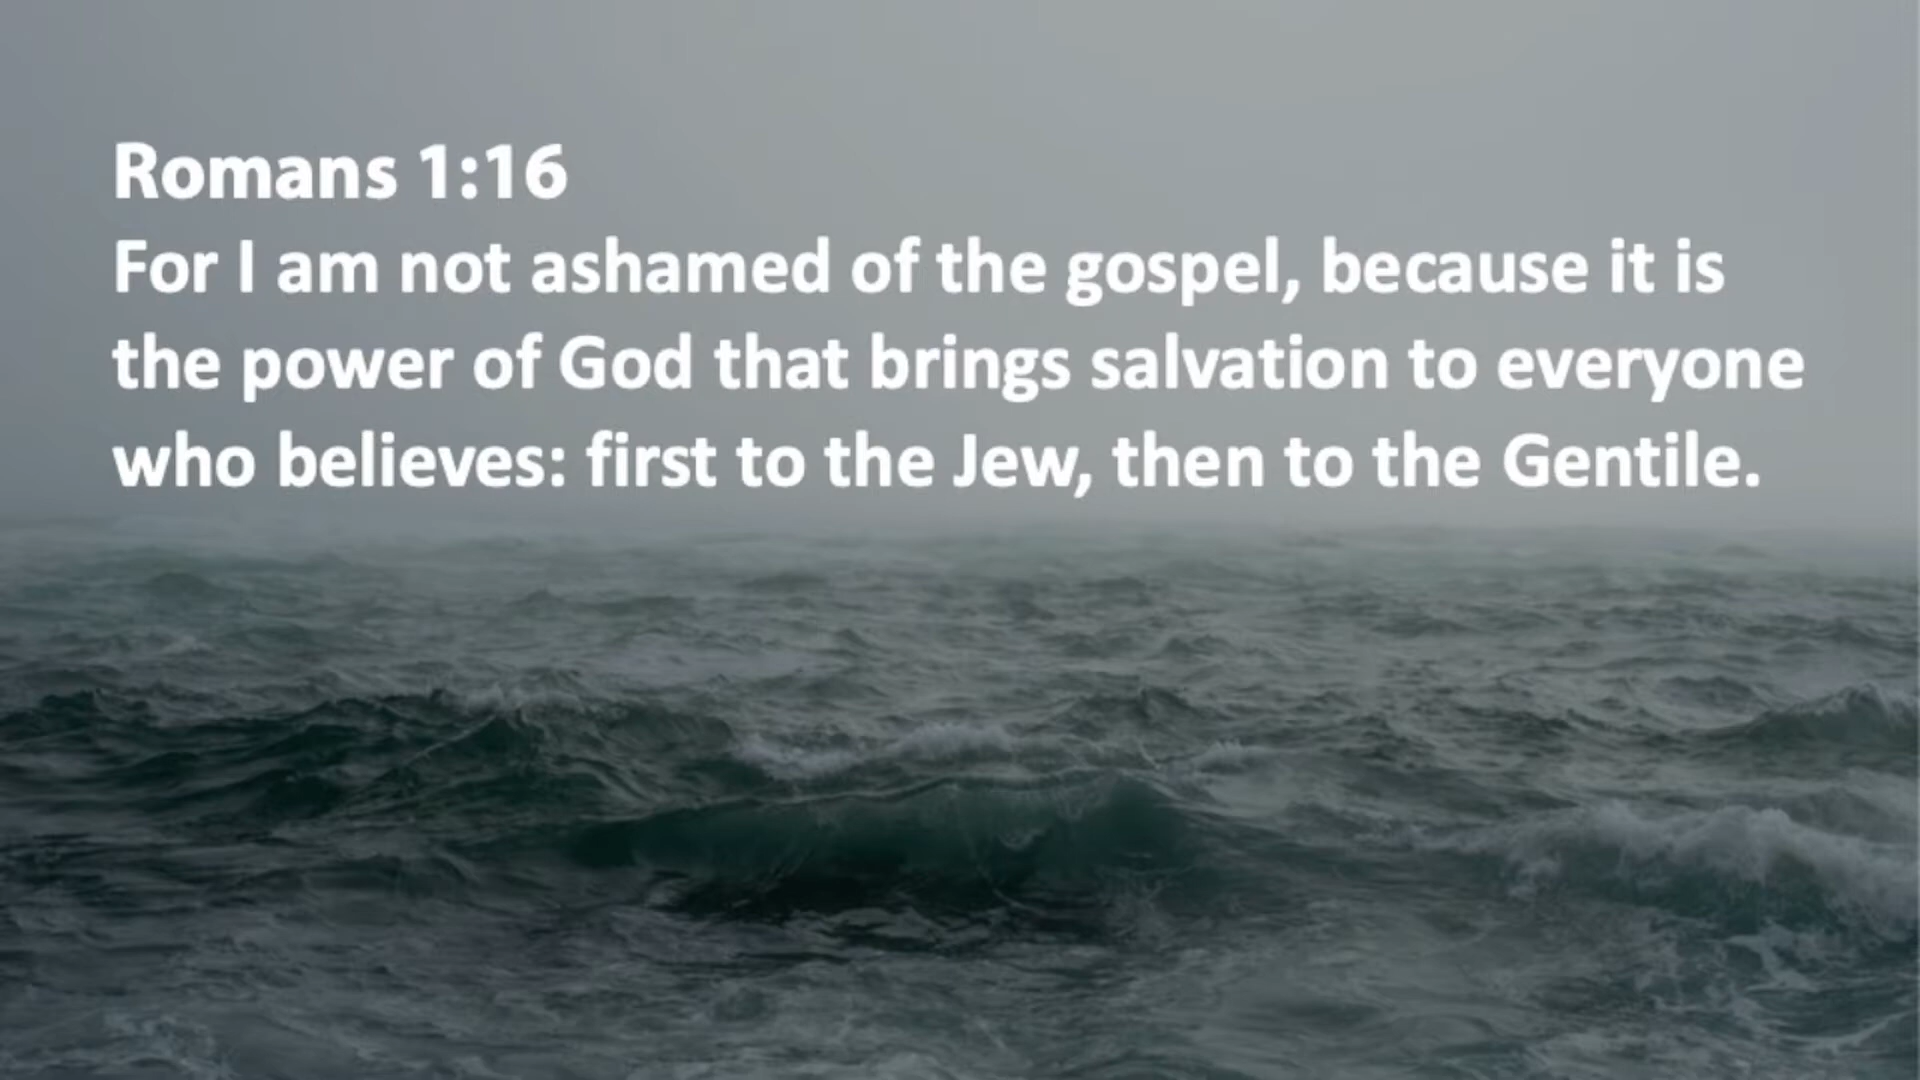 Romans 1:16
For I am not ashamed of the gospel, because it is
the power of God that brings salvation to everyone
who believes: first to the Jew, then to the Gentile.